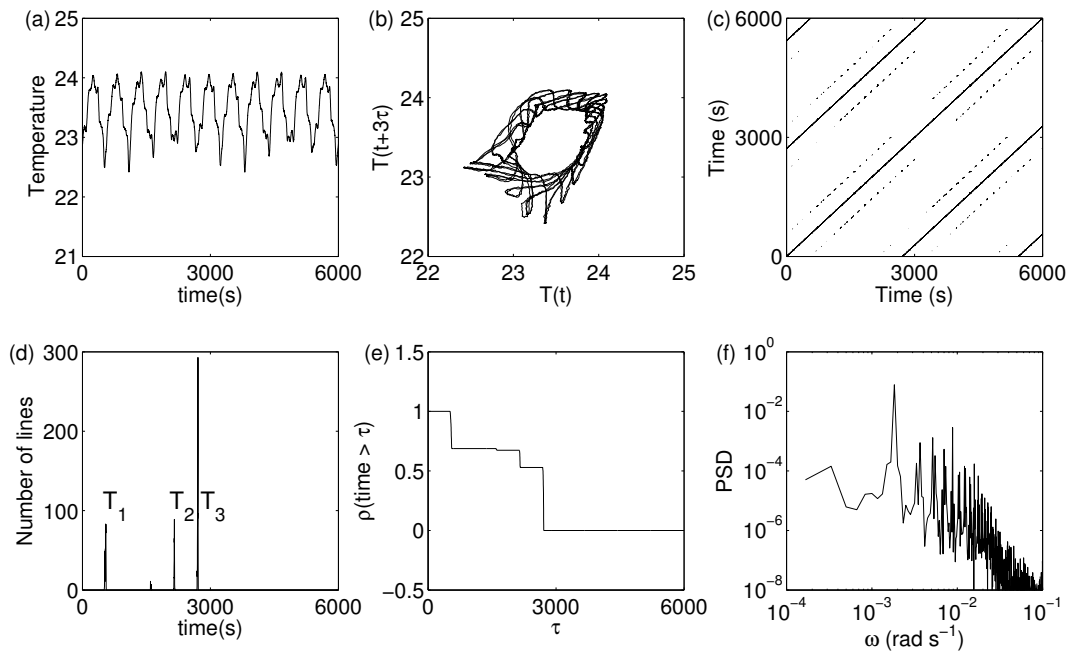 (a)
25
24
23
22
21
0
3000
6000
Temperature
time(s)
(b)
25
24
23
22
22
23
24
25
T(t+3τ)
T(t)
(c)
6000
3000
0
0
3000
6000
Time (s)
Time (s)
(d)
300
200
100
0
0
3000
6000
Number of lines
time(s)
T₁
T₂
T₃
(e)
1.5
1
0.5
0
−0.5
0
3000
6000
ρ(time > τ)
τ
(f)
10⁰
10⁻²
10⁻⁴
10⁻⁶
10⁻⁸
10⁻⁴
10⁻³
10⁻²
10⁻¹
PSD
ω (rad s⁻¹)